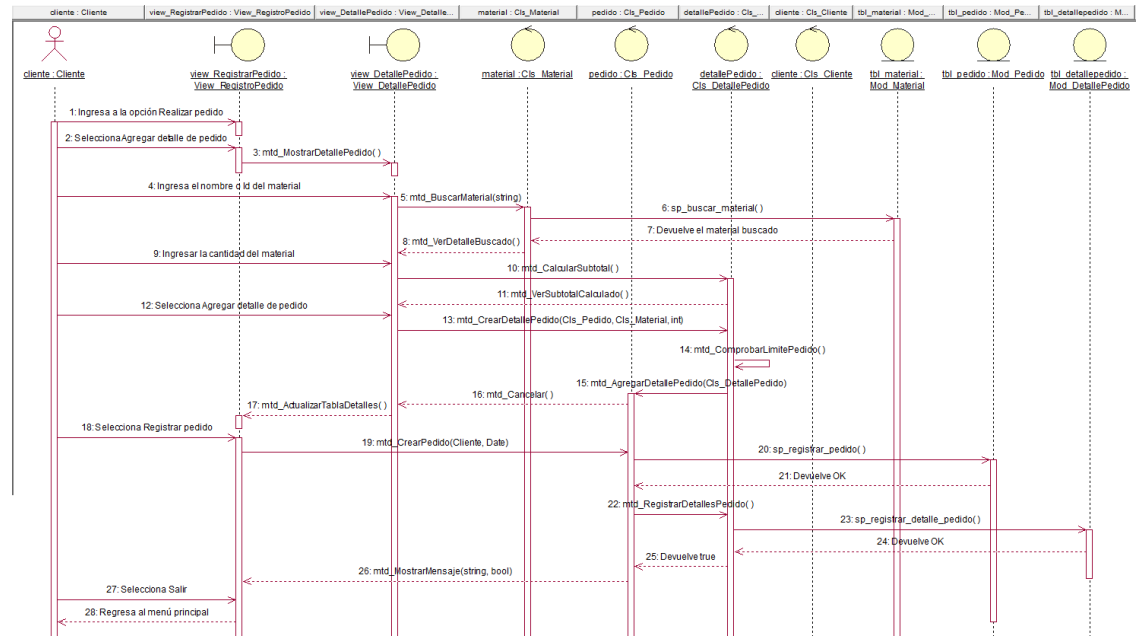 cliente : Cliente
view_RegistrarPedido : View_RegistroPedido
view_DetallePedido : View_Detalle...
material : Cls_Material
pedido : Cls_Pedido
detallePedido : Cls_...
cliente : Cls_Cliente
tbl_material : Mod_...
tbl_pedido : Mod_Pe...
tbl_detallepedido : M...
cliente : Cliente
view_RegistrarPedido :
View_RegistroPedido
view_DetallePedido :
View_DetallePedido
material : Cls_Material
pedido : Cls_Pedido
detallePedido :
Cls_DetallePedido
cliente : Cls_Cliente
tbl_material :
Mod_Material
tbl_pedido : Mod_Pedido
tbl_detallepedido :
Mod_DetallePedido
1: Ingresa a la opción Realizar pedido
2: Selecciona Agregar detalle de pedido
3: mtd_MostrarDetallePedido( )
4: Ingresa el nombre o Id del material
5: mtd_BuscarMaterial(string)
6: sp_buscar_material( )
7: Devuelve el material buscado
8: mtd_VerDetalleBuscado( )
9: Ingresar la cantidad del material
10: mtd_CalcularSubtotal( )
11: mtd_VerSubtotalCalculado( )
12: Selecciona Agregar detalle de pedido
13: mtd_CrearDetallePedido(Cls_Pedido, Cls_Material, int)
14: mtd_ComprobarLimitePedido( )
15: mtd_AgregarDetallePedido(Cls_DetallePedido)
16: mtd_Cancelar( )
17: mtd_ActualizarTablaDetalles( )
18: Selecciona Registrar pedido
19: mtd_CrearPedido(Cliente, Date)
20: sp_registrar_pedido( )
21: Devuelve OK
22: mtd_RegistrarDetallesPedido( )
23: sp_registrar_detalle_pedido( )
24: Devuelve OK
25: Devuelve true
26: mtd_MostrarMensaje(string, bool)
27: Selecciona Salir
28: Regresa al menú principal